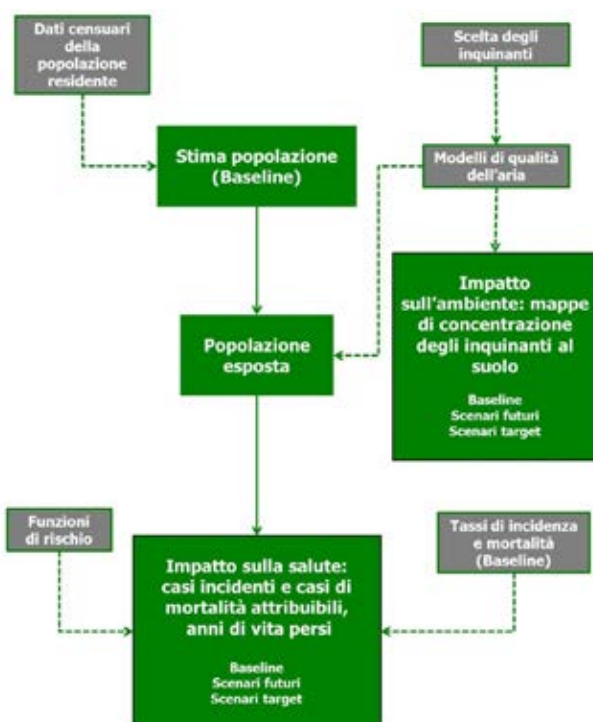 Dati censuari
della
popolazione
residente
Scelta degli
inquinanti
Stima popolazione
(Baseline)
Modelli di qualità
dell'aria
Impatto
sull'ambiente: mappe
di concentrazione
degli inquinanti al
suolo
Baseline
Scenari futuri
Scenari target
Popolazione
esposta
Funzioni
di rischio
Impatto sulla salute:
casi incidenti e casi di
mortalità attribuibili,
anni di vita persi
Baseline
Scenari futuri
Scenari target
Tassi di incidenza
e mortalità
(Baseline)